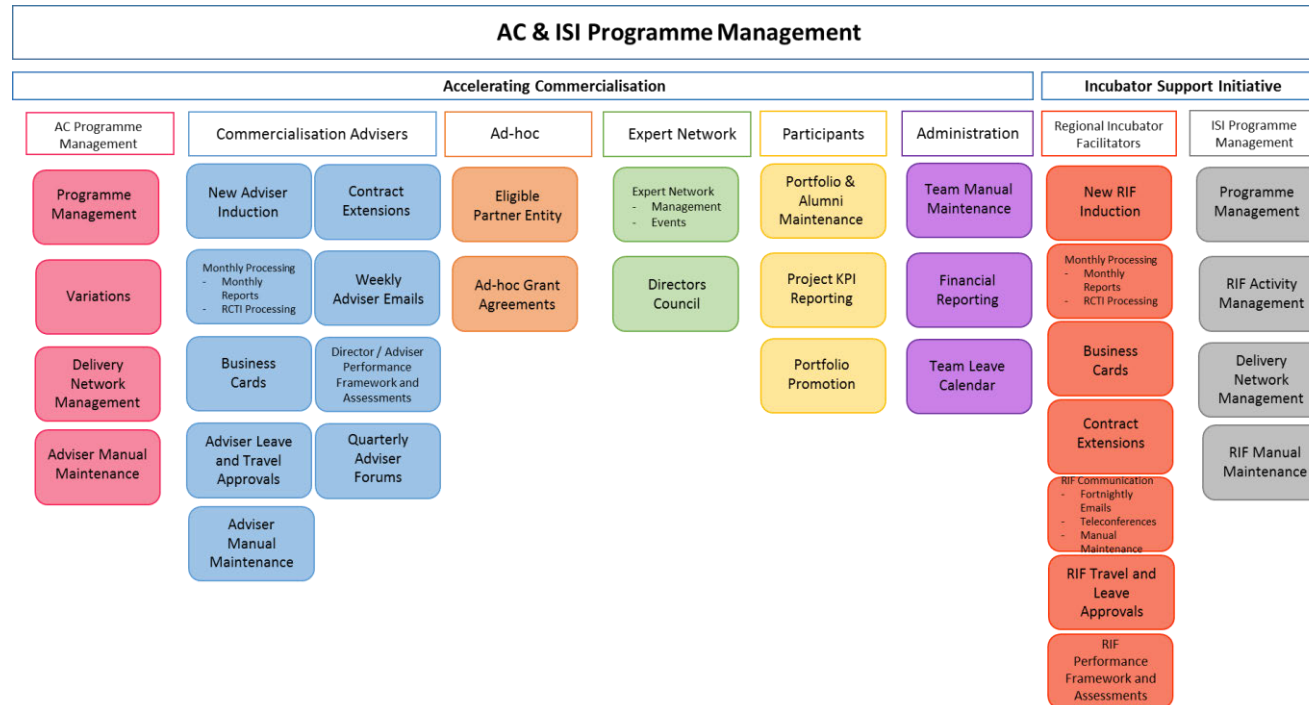 AC & ISI Programme Management
Accelerating Commercialisation
Incubator Support Initiative
AC Programme
Management
Commercialisation Advisers
Ad-hoc
Expert Network
Participants
Administration
Regional Incubator
Facilitators
ISI Programme
Management
Programme
Management
Variations
Delivery
Network
Management
Adviser Manual
Maintenance
New Adviser
Induction
Contract
Extensions
Monthly Processing
- Monthly
Reports
- RCTI Processing
Weekly
Adviser Emails
Business
Cards
Director / Adviser
Performance
Framework and
Assessments
Adviser Leave
and Travel
Approvals
Quarterly
Adviser
Forums
Adviser
Manual
Maintenance
Eligible
Partner Entity
Ad-hoc Grant
Agreements
Expert Network
- Management
- Events
Directors
Council
Portfolio &
Alumni
Maintenance
Project KPI
Reporting
Portfolio
Promotion
Team Manual
Maintenance
Financial
Reporting
Team Leave
Calendar
New RIF
Induction
Monthly Processing
- Monthly
Reports
- RCTI Processing
Business
Cards
Contract
Extensions
RIF Communication
- Fortnightly
Emails
- Teleconferences
- Manual
Maintenance
RIF Travel and
Leave
Approvals
RIF
Performance
Framework and
Assessments
Programme
Management
RIF Activity
Management
Delivery
Network
Management
RIF Manual
Maintenance